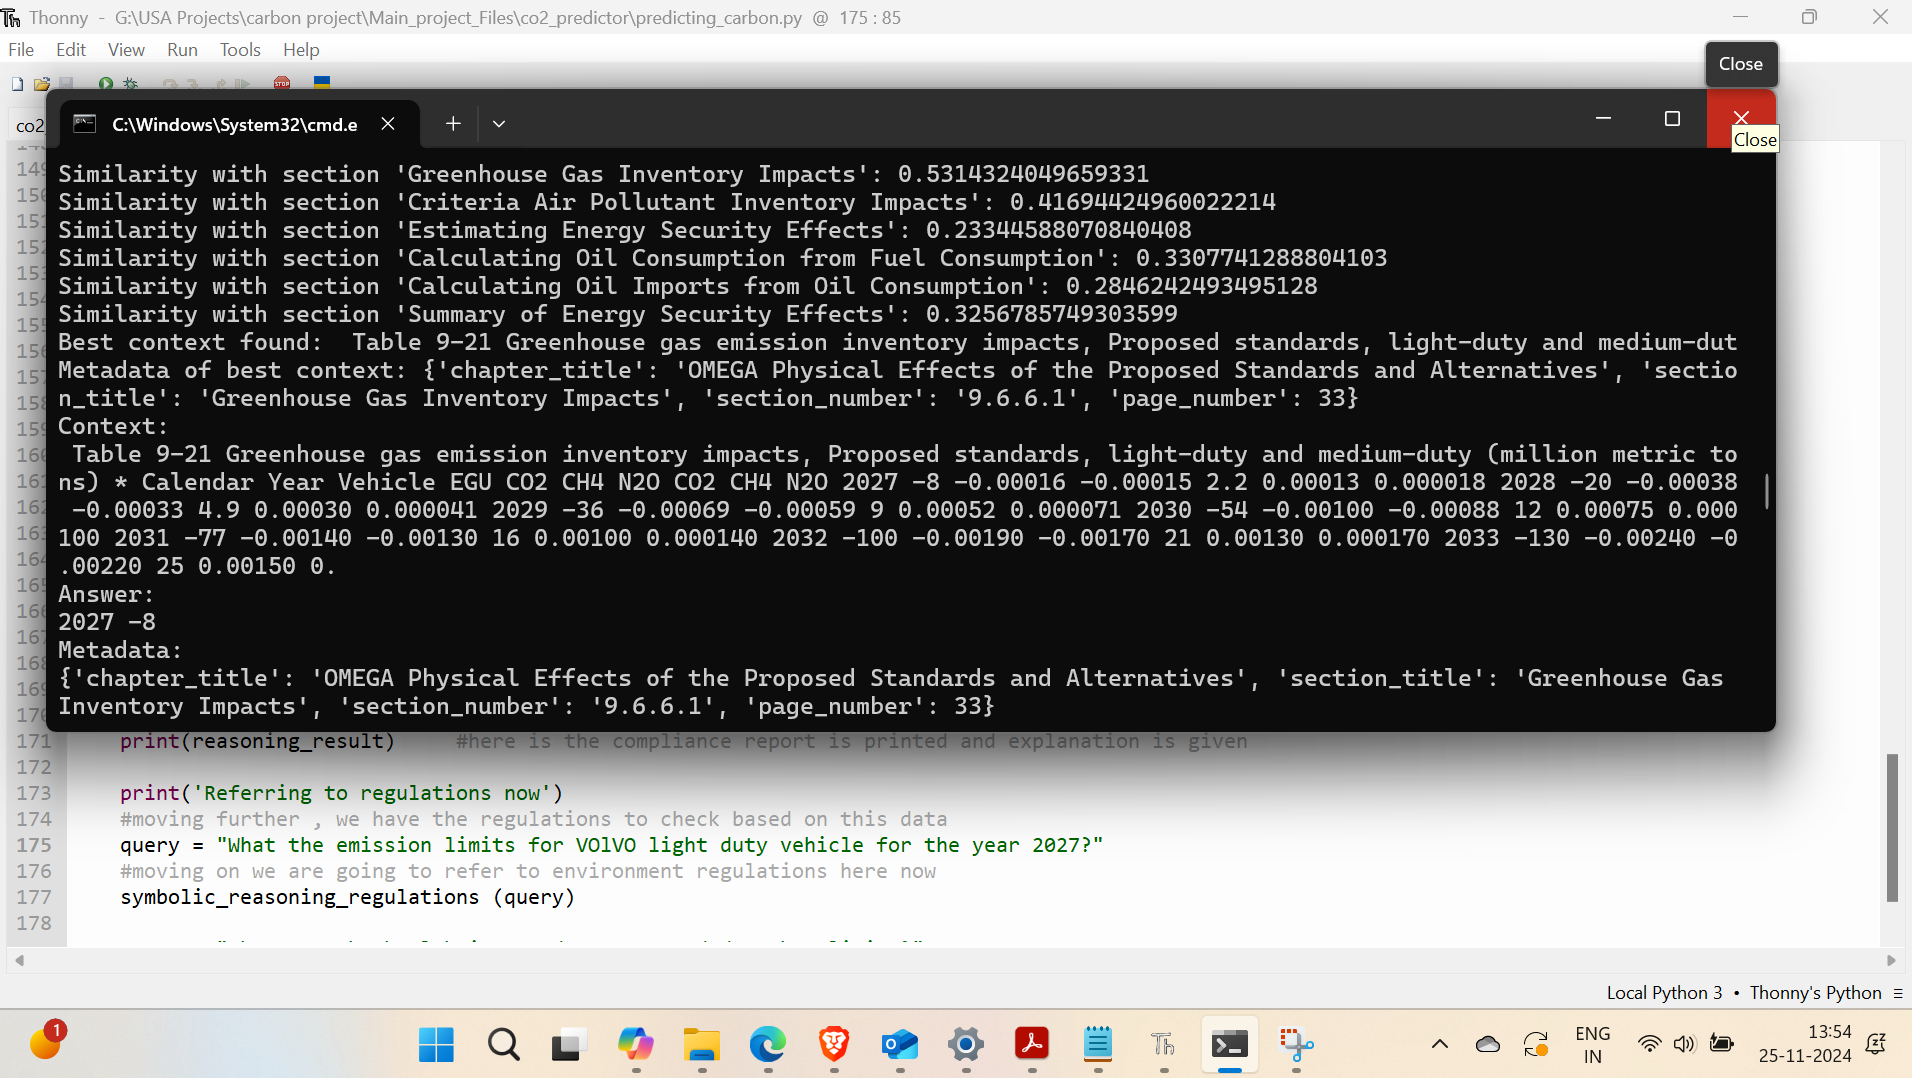 Thonny - G:\USA Projects\carbon project\Main_project_Files\co2_predictor\predicting_carbon.py @ 175 : 85
File Edit View Run Tools Help
Close
co2_
C:\Windows\System32\cmd.e
Close
Similarity with section 'Greenhouse Gas Inventory Impacts': 0.5314324049659331
Similarity with section 'Criteria Air Pollutant Inventory Impacts': 0.41694424960022214
Similarity with section 'Estimating Energy Security Effects': 0.23344588070840408
Similarity with section 'Calculating Oil Consumption from Fuel Consumption': 0.3307741288804103
Similarity with section 'Calculating Oil Imports from Oil Consumption': 0.2846242493495128
Similarity with section 'Summary of Energy Security Effects': 0.3256785749303599
Best context found:  Table 9-21 Greenhouse gas emission inventory impacts, Proposed standards, light-duty and medium-dut
Metadata of best context: {'chapter_title': 'OMEGA Physical Effects of the Proposed Standards and Alternatives', 'sectio
n_title': 'Greenhouse Gas Inventory Impacts', 'section_number': '9.6.6.1', 'page_number': 33}
Context:
Table 9-21 Greenhouse gas emission inventory impacts, Proposed standards, light-duty and medium-duty (million metric to
ns) * Calendar Year Vehicle EGU CO2 CH4 N2O CO2 CH4 N2O 2027 -8 -0.00016 -0.00015 2.2 0.00013 0.000018 2028 -20 -0.00038
-0.00033 4.9 0.00030 0.000041 2029 -36 -0.00069 -0.00059 9 0.00052 0.000071 2030 -54 -0.00100 -0.00088 12 0.00075 0.000
100 2031 -77 -0.00140 -0.00130 16 0.00100 0.000140 2032 -100 -0.00190 -0.00170 21 0.00130 0.000170 2033 -130 -0.00240 -0
.00220 25 0.00150 0.
Answer:
2027 -8
Metadata:
{'chapter_title': 'OMEGA Physical Effects of the Proposed Standards and Alternatives', 'section_title': 'Greenhouse Gas
Inventory Impacts', 'section_number': '9.6.6.1', 'page_number': 33}
171 print(reasoning_result) #here is the compliance report is printed and explanation is given
172
173 print('Referring to regulations now')
174 #moving further , we have the regulations to check based on this data
175 query = "What the emission limits for VOlVO light duty vehicle for the year 2027?"
176 #moving on we are going to refer to environment regulations here now
177 symbolic_reasoning_regulations (query)
178
Local Python 3 • Thonny's Python
1
ENG
IN
13:54
25-11-2024